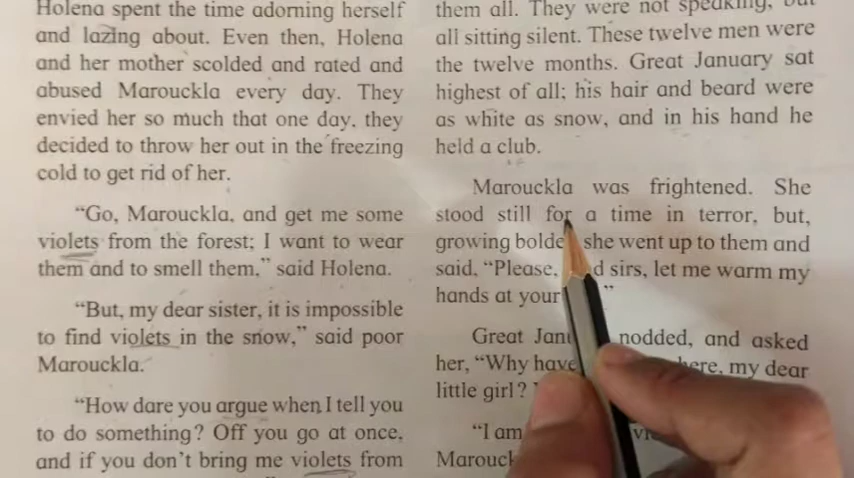 Holena spent the time adorning herself
and lazing about. Even then, Holena
and her mother scolded and rated and
abused Marouckla every day. They
envied her so much that one day, they
decided to throw her out in the freezing
cold to get rid of her.
“Go, Marouckla, and get me some
violets from the forest; I want to wear
them and to smell them,” said Holena.
“But, my dear sister, it is impossible
to find violets in the snow,” said poor
Marouckla.
“How dare you argue when I tell you
to do something? Off you go at once,
and if you don’t bring me violets from
them all. They were not speaking, but
all sitting silent. These twelve men were
the twelve months. Great January sat
highest of all; his hair and beard were
as white as snow, and in his hand he
held a club.
Marouckla was frightened. She
stood still for a time in terror, but,
growing bolde she went up to them and
said, “Please, d sirs, let me warm my
hands at your ”
Great Janu nodded, and asked
her, “Why have here, my dear
little girl?
“I am
Marouck